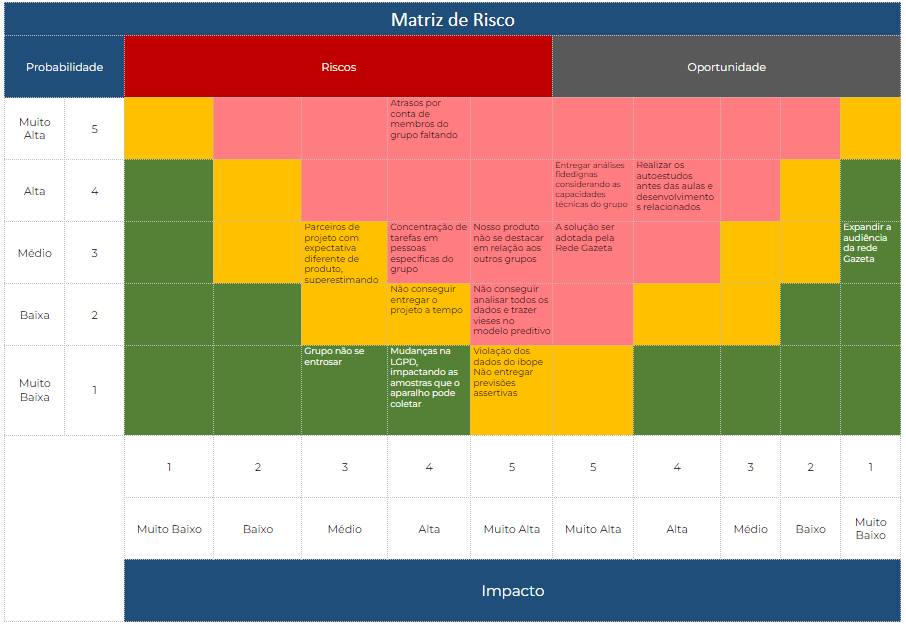 Matriz de Risco
Probabilidade
Riscos
Oportunidade
Muito
Alta
5
Atrasos por
conta de
membros do
grupo faltando
Alta
4
Entregar análises
fidedignas
considerando as
capacidades
técnicas do grupo
Realizar os
autoestudos
antes das aulas e
desenvolvimento
s relacionados
Médio
3
Parceiros de
projeto com
expectativa
diferente de
produto,
superestimando
Concentração de
tarefas em
pessoas
específicas do
grupo
Nosso produto
não se destacar
em relação aos
outros grupos
A solução ser
adotada pela
Rede Gazeta
Expandir a
audiência
da rede
Gazeta
Baixa
2
Não conseguir
entregar o
projeto a tempo
Não conseguir
analisar todos os
dados e trazer
vieses no
modelo preditivo
Muito
Baixa
1
Grupo não se
entrosar
Mudanças na
LGPD,
impactando as
amostras que o
aparalho pode
coletar
Violação dos
dados do ibope
Não entregar
previsões
assertivas
1
2
3
4
5
5
4
3
2
1
Muito Baixo
Baixo
Médio
Alta
Muito Alta
Muito Alta
Alta
Médio
Baixo
Muito
Baixo
Impacto